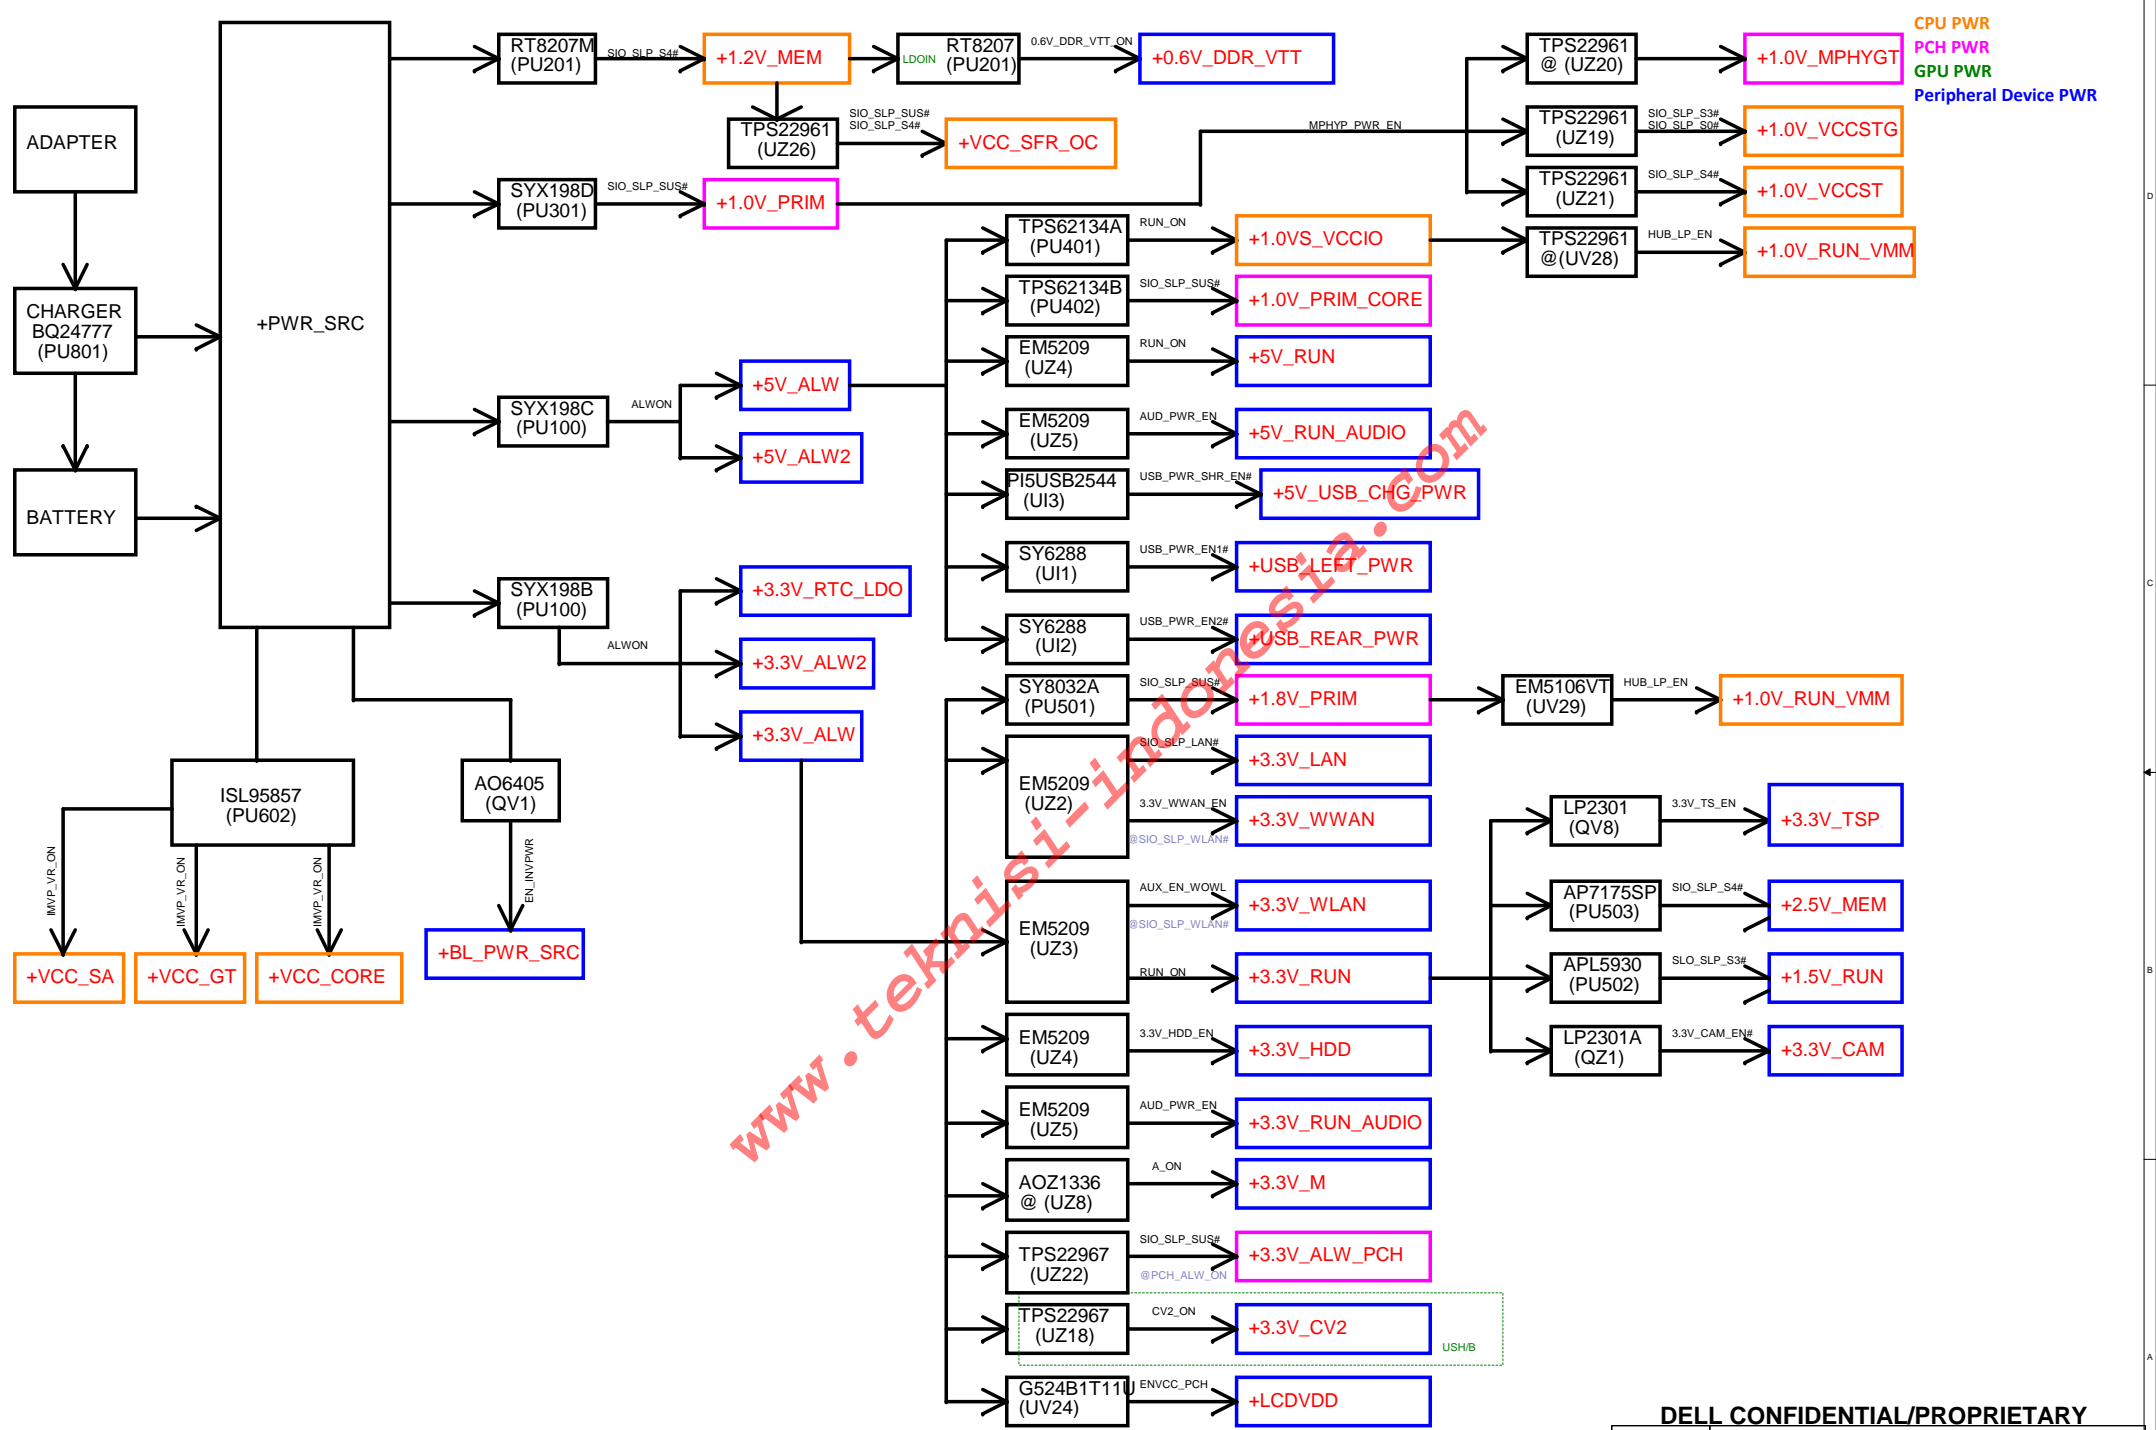 CPU PWR
PCH PWR
GPU PWR
Peripheral Device PWR
ADAPTER
CHARGER
BQ24777
(PU801)
BATTERY
+PWR_SRC
RT8207M
(PU201)
SIO_SLP_S4#
+1.2V_MEM
LDOIN
RT8207
(PU201)
0.6V_DDR_VTT_ON
+0.6V_DDR_VTT
TPS22961
(UZ26)
SIO_SLP_SUS#
SIO_SLP_S4#
+VCC_SFR_OC
SYX198D
(PU301)
SIO_SLP_SUS#
+1.0V_PRIM
MPHYP_PWR_EN
TPS22961
@ (UZ20)
+1.0V_MPHYGT
TPS22961
(UZ19)
SIO_SLP_S3#
SIO_SLP_S0#
+1.0V_VCCSTG
TPS22961
(UZ21)
SIO_SLP_S4#
+1.0V_VCCST
TPS62134A
(PU401)
RUN_ON
+1.0VS_VCCIO
TPS22961
@(UV28)
HUB_LP_EN
+1.0V_RUN_VMM
TPS62134B
(PU402)
SIO_SLP_SUS#
+1.0V_PRIM_CORE
EM5209
(UZ4)
RUN_ON
+5V_RUN
SYX198C
(PU100)
ALWON
+5V_ALW
+5V_ALW2
EM5209
(UZ5)
AUD_PWR_EN
+5V_RUN_AUDIO
PI5USB2544
(UI3)
USB_PWR_SHR_EN#
+5V_USB_CHG_PWR
SY6288
(UI1)
USB_PWR_EN1#
+USB_LEFT_PWR
SY6288
(UI2)
USB_PWR_EN2#
+USB_REAR_PWR
SYX198B
(PU100)
ALWON
+3.3V_RTC_LDO
+3.3V_ALW2
+3.3V_ALW
SY8032A
(PU501)
SIO_SLP_SUS#
+1.8V_PRIM
EM5106VT
(UV29)
HUB_LP_EN
+1.0V_RUN_VMM
EM5209
(UZ2)
SIO_SLP_LAN#
+3.3V_LAN
3.3V_WWAN_EN
@SIO_SLP_WLAN#
+3.3V_WWAN
EM5209
(UZ3)
AUX_EN_WOWL
@SIO_SLP_WLAN#
+3.3V_WLAN
RUN_ON
+3.3V_RUN
LP2301
(QV8)
3.3V_TS_EN
+3.3V_TSP
AP7175SP
(PU503)
SIO_SLP_S4#
+2.5V_MEM
APL5930
(PU502)
SLO_SLP_S3#
+1.5V_RUN
LP2301A
(QZ1)
3.3V_CAM_EN#
+3.3V_CAM
EM5209
(UZ4)
3.3V_HDD_EN
+3.3V_HDD
EM5209
(UZ5)
AUD_PWR_EN
+3.3V_RUN_AUDIO
AOZ1336
@ (UZ8)
A_ON
+3.3V_M
TPS22967
(UZ22)
SIO_SLP_SUS#
@PCH_ALW_ON
+3.3V_ALW_PCH
TPS22967
(UZ18)
CV2_ON
+3.3V_CV2
USH/B
G524B1T11U
(UV24)
ENVCC_PCH
+LCDVDD
ISL95857
(PU602)
IMVP_VR_ON
IMVP_VR_ON
IMVP_VR_ON
+VCC_SA
+VCC_GT
+VCC_CORE
AO6405
(QV1)
EN_INVPWR
+BL_PWR_SRC
www.teknisi-indonesia.com
D
C
B
A
DELL CONFIDENTIAL/PROPRIETARY